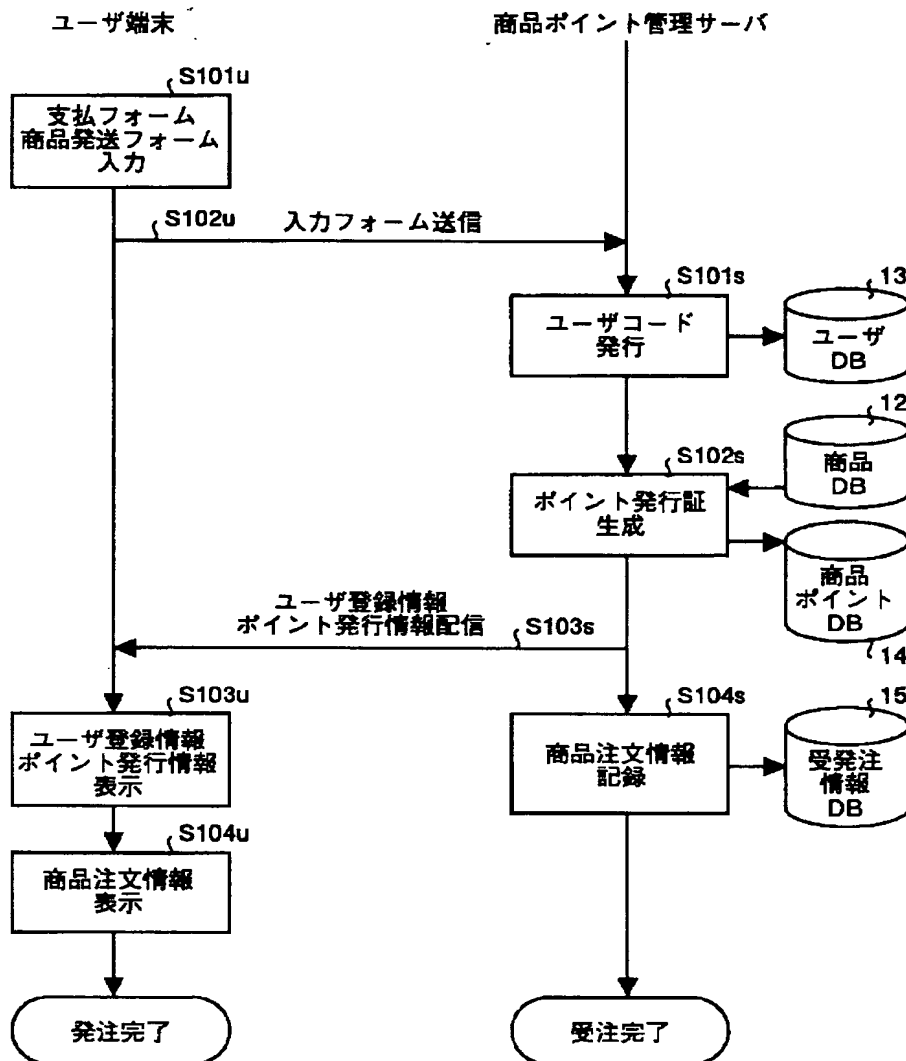 ユーザ端末
商品ポイント管理サーバ
S101u
支払フォーム
商品発送フォーム
入力
S102u
入力フォーム送信
S101s
ユーザコード
発行
13
ユーザ
DB
12
商品
DB
S102s
ポイント発行証
生成
商品
ポイント
DB
14
ユーザ登録情報
ポイント発行情報配信
S103s
S103u
ユーザ登録情報
ポイント発行情報
表示
S104s
商品注文情報
記録
15
受発注
情報
DB
S104u
商品注文情報
表示
発注完了
受注完了